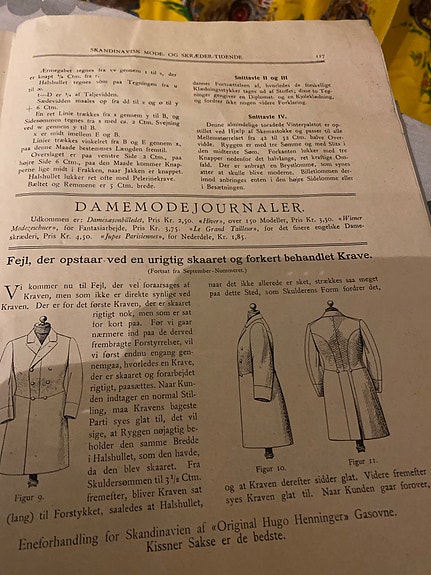 SKANDINAVISK MODE- OG SKRÆDER TIDENDE
117
Ærmegabet tegnes fra vv gennem 1 til s, der
er knapt ¼ Ctm. fra r.
Halshullet tegnes som paa Tegningen fra u
til æ.
I—D er ¼ af Taljevidden.
Sædevidden maales op fra dd til s og ø til y
+ 6 Ctm.
En ret Linie trækkes fra s gennem y til B, og
Sidesømmen tegnes fra s med ca. 2 Ctm. Svejning
ved w gennem y til B.
x er midt imellem E og B.
Linier trækkes vinkelret fra B og E gennem x,
paa denne Maade bestemmes Længden fremtil.
Overslaget er paa venstre Side 2 Ctm., paa
højre Side 6 Ctm., paa den Maade kommer Knap-
perne lige midt i Frakken, naar Jakken er knappet.
Halshullet lukker i et ofte med Pelerinekrave.
Bæltet og Remmene er 5 Ctm. brede.
Snittavle II og III
danner Fortsættelsen af, hvorledes de forskellige
Klædningsstykker tages ud af Stoffet; disse to Teg-
ninger gengiver en Diplomat- og en Kjoleklædning,
og fordres ikke nogen videre Forklaring.
Snittavle IV.
Denne almindelige toradede Vinterpaletot er op-
stillet ved Hjælp af Skemastokke og passer til alle
Mellemstørrelser fra 42 til 52 Ctm. halve Over-
vidde. Ryggen er med tre Sømme og med Slids i
den midterste Søm. Forkanten lukker med tre
Knapper nedenfor det halvlange, ret kraftige Om-
fald. Der er anbragt en Brystlomme, som synes
atter at skulle blive moderne. Billetlommen der-
imod anbringes enten i den højre Sidelomme eller
i Besætningen.
DAMEMODEJOURNALER.
Udkommen er: Damesæsonbilledet, Pris Kr. 2,50. «Hiver», over 150 Modeller, Pris Kr. 3,50. «Wiener
Modezeichner», for Fantasiarbejde, Pris Kr. 3,75. «Le Grand Tailleur», for det finere engelske Dame-
skræderi, Pris Kr. 4,50. «Jupes Parisiennes», for Nederdele, Kr. 1,85.
Fejl, der opstaar ved en urigtig skaaret og forkert behandlet Krave.
(Fortsat fra September-Nummeret.)
Vi kommer nu til Fejl, der vel foraarsages af
Kraven, men som ikke er direkte synlige ved
Kraven. Der er for det første Kraven, der er skaaret
rigtigt nok, men som er sat
for kort paa. Før vi gaar
nærmere ind paa de derved
frembragte Forstyrrelser, vil
vi først endnu engang gen-
nemgaa, hvorledes en Krave,
der er skaaret og forarbejdet
rigtigt, paasættes. Naar Kun-
den indtager en normal Stil-
ling, maa Kravens bageste
Parti syes glat til, det vil
sige, at Ryggen nøjagtig be-
holder den samme Bredde
i Halshullet, som den havde,
da den blev skaaret. Fra
Skuldersømmen til 3½ Ctm.
fremefter, bliver Kraven sat
(lang) til Forstykket, saaledes at Halshullet,
Figur 9.
naar det ikke allerede er sket, strækkes saa meget
paa dette Sted, som Skulderens Form fordrer det,
Figur 10.
Figur 11.
og at Kraven derefter sidder glat. Videre fremefter
syes Kraven glat til. Naar Kunden gaar forover,
Eneforhandling for Skandinavien af «Original Hugo Henninger» Gasovne.
Kissner Sakse er de bedste.